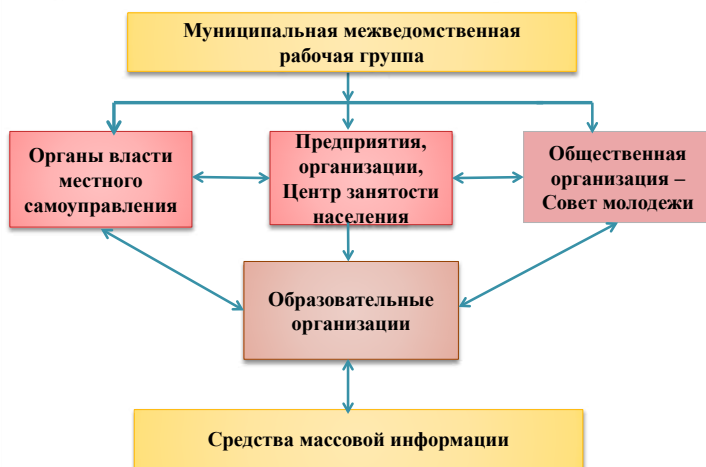 Муниципальная межведомственная
рабочая группа
Органы власти
местного
самоуправления
Предприятия,
организации,
Центр занятости
населения
Общественная
организация –
Совет молодежи
Образовательные
организации
Средства массовой информации